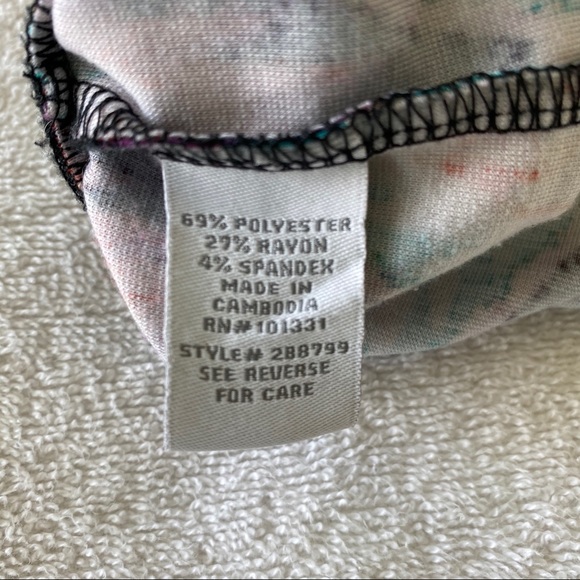 69% POLYESTER
27% RAYON
4% SPANDEX
MADE IN
CAMBODIA
RN# 101331
STYLE# 288799
SEE REVERSE
FOR CARE